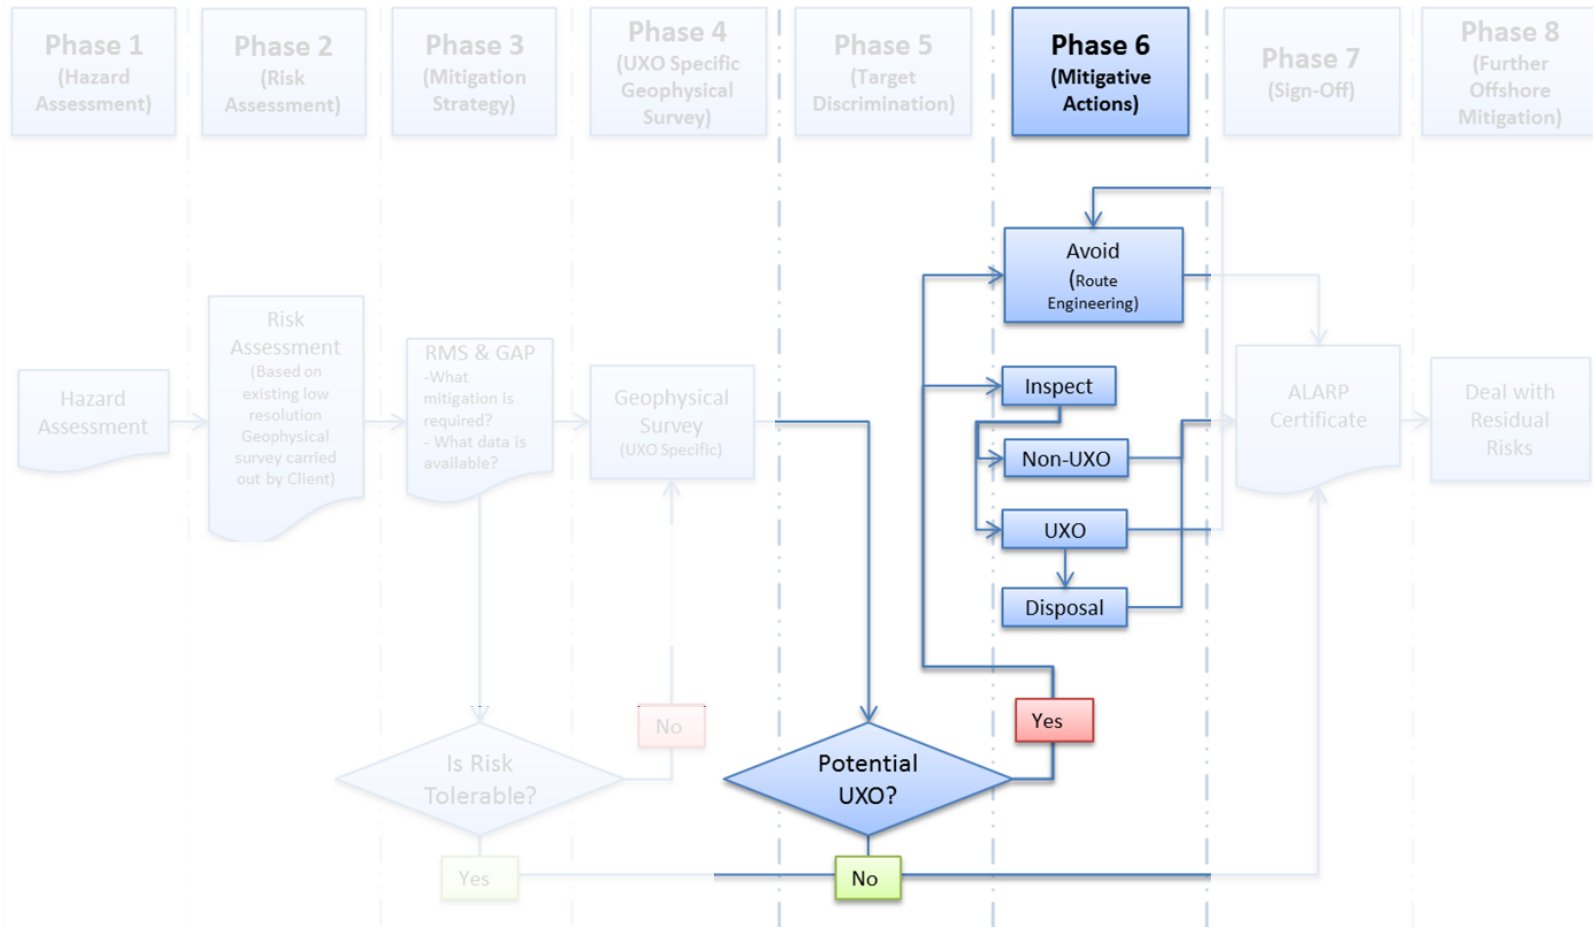 Phase 1
(Hazard
Assessment)
Phase 2
(Risk
Assessment)
Phase 3
(Mitigation
Strategy)
Phase 4
(UXO Specific
Geophysical
Survey)
Phase 5
(Target
Discrimination)
Phase 6
(Mitigative
Actions)
Phase 7
(Sign-Off)
Phase 8
(Further
Offshore
Mitigation)
Hazard
Assessment
Risk
Assessment
(Based on
existing low
resolution
Geophysical
survey carried
out by Client)
RMS & GAP
-What
mitigation is
required?
- What data is
available?
Geophysical
Survey
(UXO Specific)
Avoid
(Route
Engineering)
Inspect
Non-UXO
UXO
Disposal
ALARP
Certificate
Deal with
Residual
Risks
No
Yes
Is Risk
Tolerable?
Potential
UXO?
Yes
No